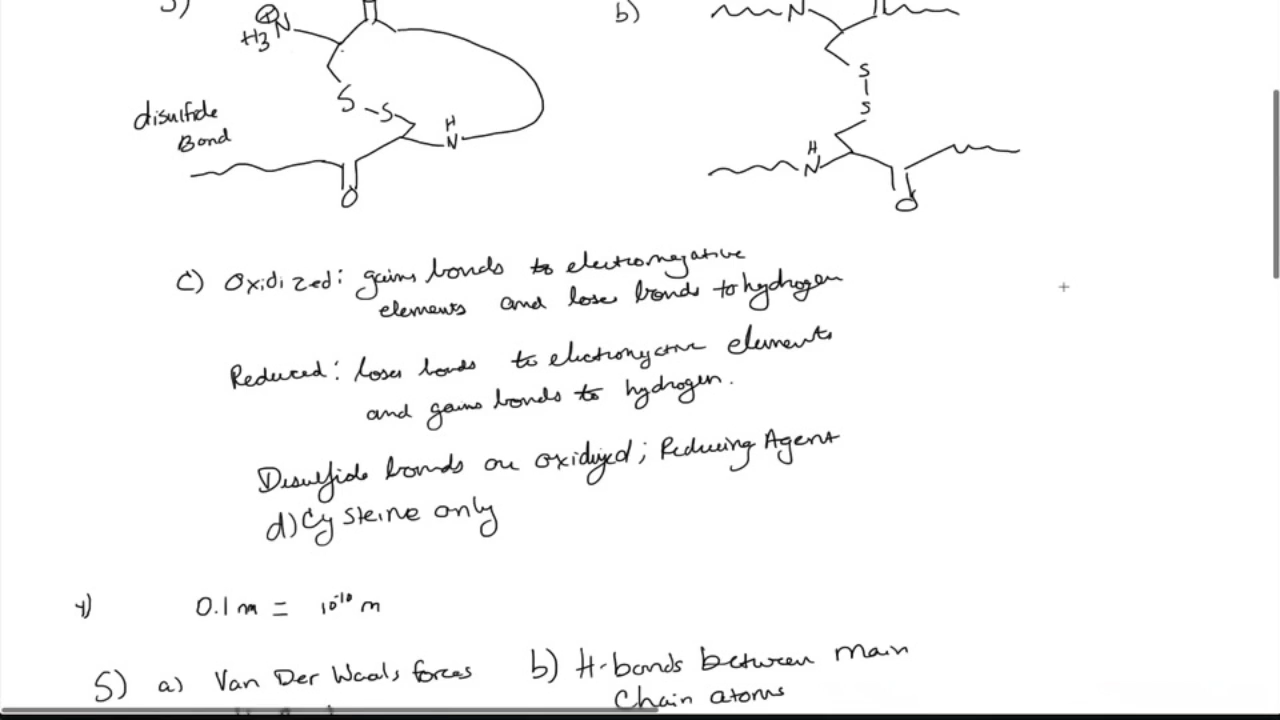 b)
⊕
H3N
N
S
S-S
S
disulfide
Bond
H
N
H
N
O
O
c) Oxidized: gains bonds to electronegative
elements and lose bonds to hydrogen
Reduced: loses bonds to electronegative elements
and gains bonds to hydrogen.
Disulfide bonds are oxidized; Reducing Agent
d) Cysteine only
4) 0.1 m = 10⁻¹⁰ m
5) a) Van Der Waals forces b) H-bonds between main
chain atoms